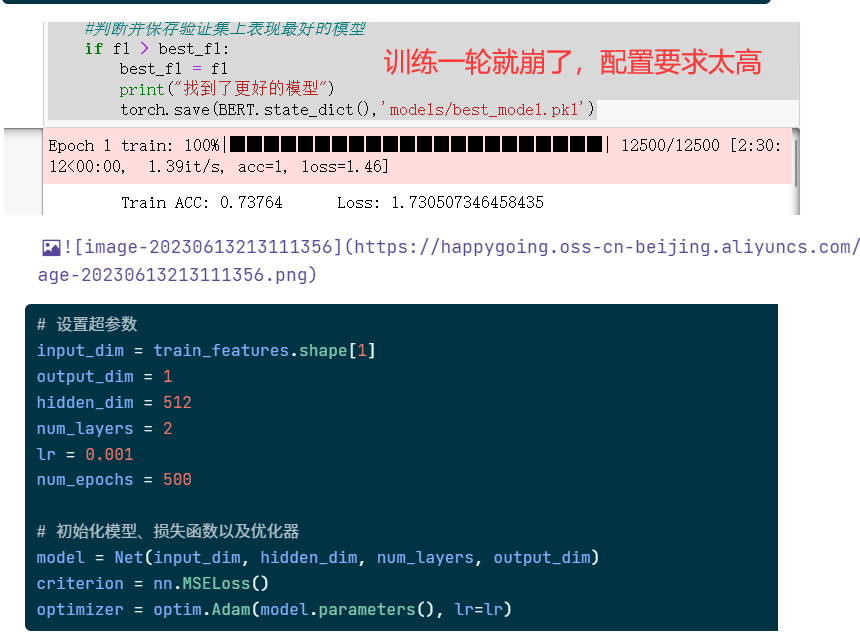 #判断并保存验证集上表现最好的模型
if f1 > best_f1:
best_f1 = f1
print("找到了更好的模型")
torch.save(BERT.state_dict(),'models/best_model.pkl')
训练一轮就崩了，配置要求太高
Epoch 1 train: 100%|██████████████████████| 12500/12500 [2:30:
12<00:00,  1.39it/s, acc=1, loss=1.46]
Train ACC: 0.73764 Loss: 1.730507346458435
![image-20230613213111356](https://happygoing.oss-cn-beijing.aliyuncs.com/
age-20230613213111356.png)
# 设置超参数
input_dim = train_features.shape[1]
output_dim = 1
hidden_dim = 512
num_layers = 2
lr = 0.001
num_epochs = 500
# 初始化模型、损失函数以及优化器
model = Net(input_dim, hidden_dim, num_layers, output_dim)
criterion = nn.MSELoss()
optimizer = optim.Adam(model.parameters(), lr=lr)